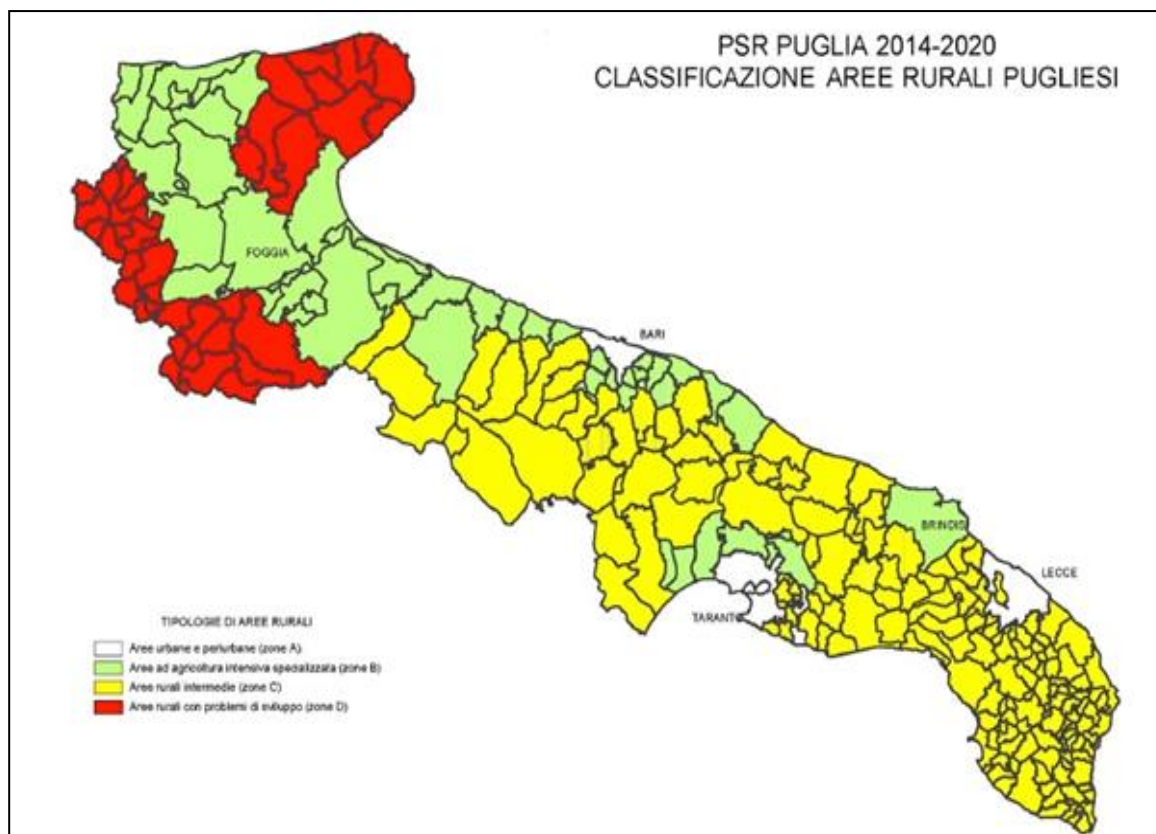 PSR PUGLIA 2014-2020
CLASSIFICAZIONE AREE RURALI PUGLIESI
FOGGIA
BARI
BRINDISI
LECCE
TARANTO
TIPOLOGIE DI AREE RURALI
Aree urbane e periurbane (zone A)
Aree ad agricoltura intensiva specializzata (zone B)
Aree rurali intermedie (zone C)
Aree rurali con problemi di sviluppo (zone D)